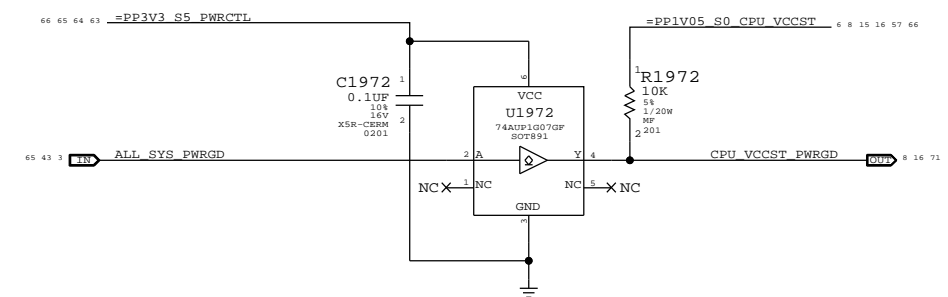 66 65 64 63 =PP3V3_S5_PWRCTL
=PP1V05_S0_CPU_VCCST 6 8 15 16 57 66
C1972 1
0.1UF
10%
16V
X5R-CERM 2
0201
6
VCC
U1972
74AUP1G07GF
SOT891
1 R1972
10K
5%
1/20W
MF
2 201
65 43 3 IN ALL_SYS_PWRGD 2 A Y 4 CPU_VCCST_PWRGD OUT 8 16 71
NC 1 NC NC 5 NC
GND
3